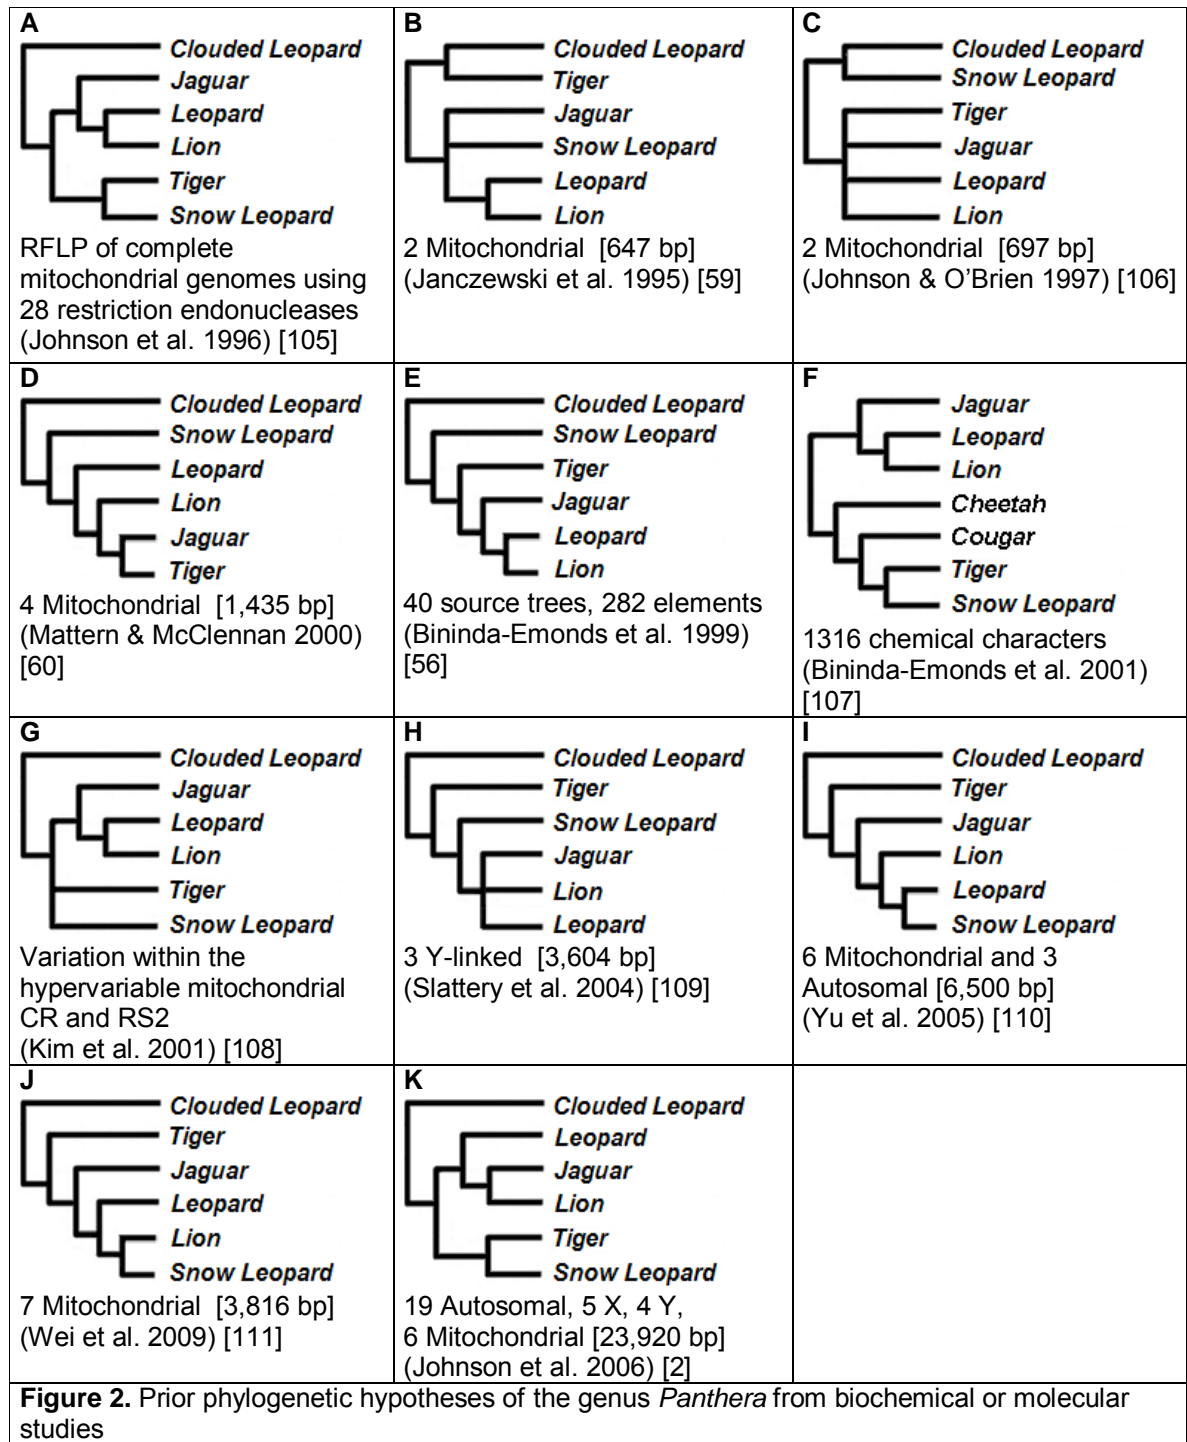 A
Clouded Leopard
Jaguar
Leopard
Lion
Tiger
Snow Leopard
RFLP of complete
mitochondrial genomes using
28 restriction endonucleases
(Johnson et al. 1996) [105]
B
Clouded Leopard
Tiger
Jaguar
Snow Leopard
Leopard
Lion
2 Mitochondrial [647 bp]
(Janczewski et al. 1995) [59]
C
Clouded Leopard
Snow Leopard
Tiger
Jaguar
Leopard
Lion
2 Mitochondrial [697 bp]
(Johnson & O'Brien 1997) [106]
D
Clouded Leopard
Snow Leopard
Leopard
Lion
Jaguar
Tiger
4 Mitochondrial [1,435 bp]
(Mattern & McClennan 2000)
[60]
E
Clouded Leopard
Snow Leopard
Tiger
Jaguar
Leopard
Lion
40 source trees, 282 elements
(Bininda-Emonds et al. 1999)
[56]
F
Jaguar
Leopard
Lion
Cheetah
Cougar
Tiger
Snow Leopard
1316 chemical characters
(Bininda-Emonds et al. 2001)
[107]
G
Clouded Leopard
Jaguar
Leopard
Lion
Tiger
Snow Leopard
Variation within the
hypervariable mitochondrial
CR and RS2
(Kim et al. 2001) [108]
H
Clouded Leopard
Tiger
Snow Leopard
Jaguar
Lion
Leopard
3 Y-linked [3,604 bp]
(Slattery et al. 2004) [109]
I
Clouded Leopard
Tiger
Jaguar
Lion
Leopard
Snow Leopard
6 Mitochondrial and 3
Autosomal [6,500 bp]
(Yu et al. 2005) [110]
J
Clouded Leopard
Tiger
Jaguar
Leopard
Lion
Snow Leopard
7 Mitochondrial [3,816 bp]
(Wei et al. 2009) [111]
K
Clouded Leopard
Leopard
Jaguar
Lion
Tiger
Snow Leopard
19 Autosomal, 5 X, 4 Y,
6 Mitochondrial [23,920 bp]
(Johnson et al. 2006) [2]
Figure 2. Prior phylogenetic hypotheses of the genus Panthera from biochemical or molecular
studies